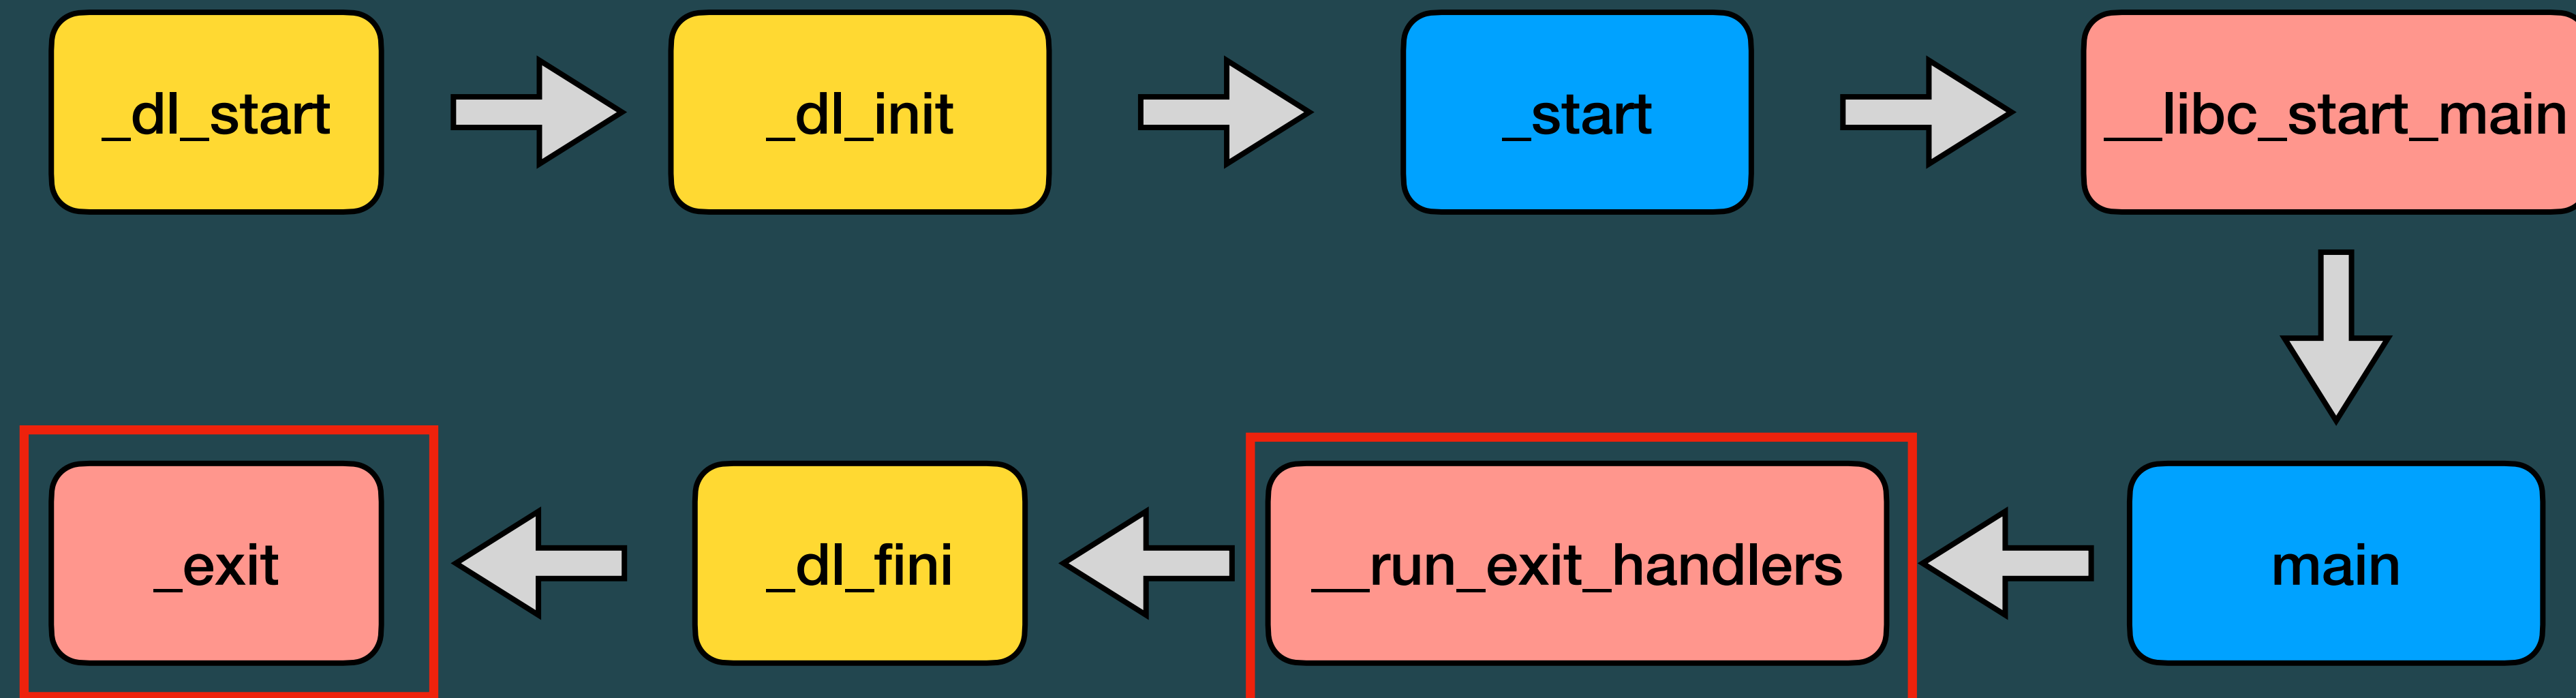 _dl_start
_dl_init
_start
__libc_start_main
_exit
_dl_fini
__run_exit_handlers
main